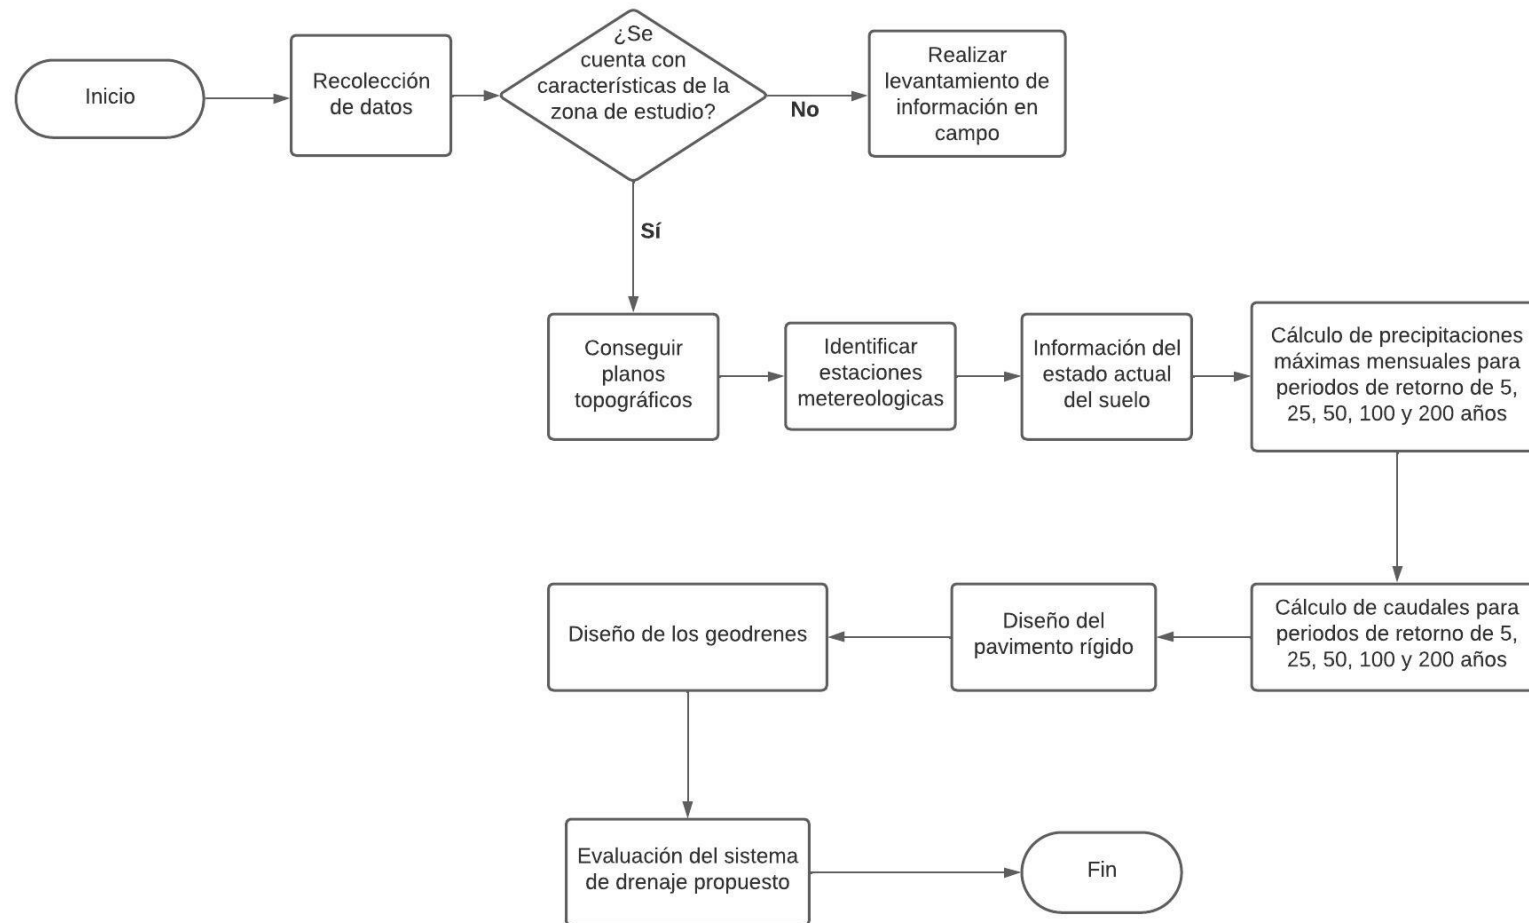 Inicio
Recolección
de datos
¿Se
cuenta con
características de la
zona de estudio?
No
Realizar
levantamiento de
información en
campo
Sí
Conseguir
planos
topográficos
Identificar
estaciones
metereologicas
Información del
estado actual
del suelo
Cálculo de precipitaciones
máximas mensuales para
periodos de retorno de 5,
25, 50, 100 y 200 años
Cálculo de caudales para
periodos de retorno de 5,
25, 50, 100 y 200 años
Diseño del
pavimento rígido
Diseño de los geodrenes
Evaluación del sistema
de drenaje propuesto
Fin